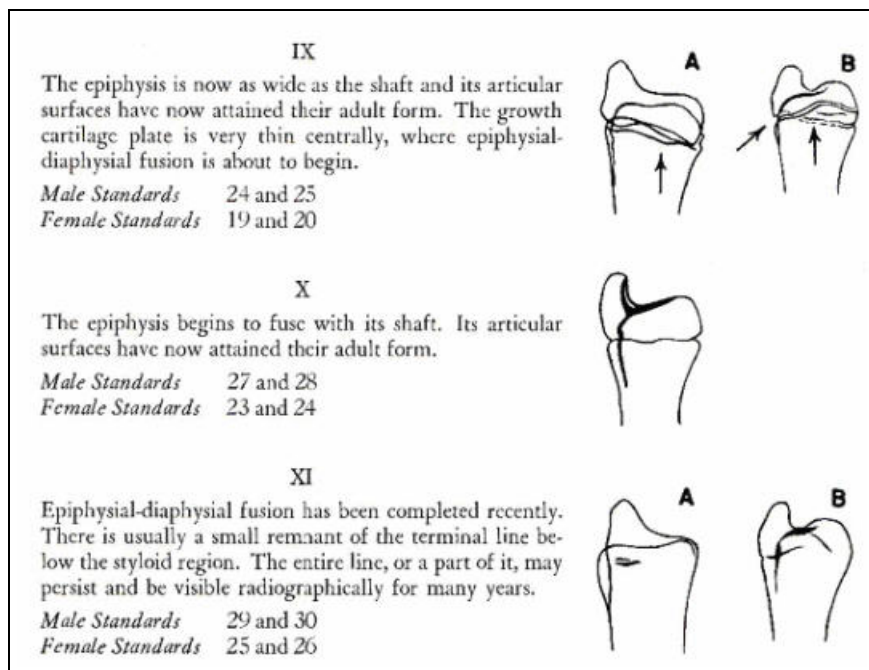 IX
A B
The epiphysis is now as wide as the shaft and its articular
surfaces have now attained their adult form. The growth
cartilage plate is very thin centrally, where epiphysial-
diaphysial fusion is about to begin.
Male Standards 24 and 25
Female Standards 19 and 20
X
The epiphysis begins to fuse with its shaft. Its articular
surfaces have now attained their adult form.
Male Standards 27 and 28
Female Standards 23 and 24
XI
A B
Epiphysial-diaphysial fusion has been completed recently.
There is usually a small remnant of the terminal line be-
low the styloid region. The entire line, or a part of it, may
persist and be visible radiographically for many years.
Male Standards 29 and 30
Female Standards 25 and 26